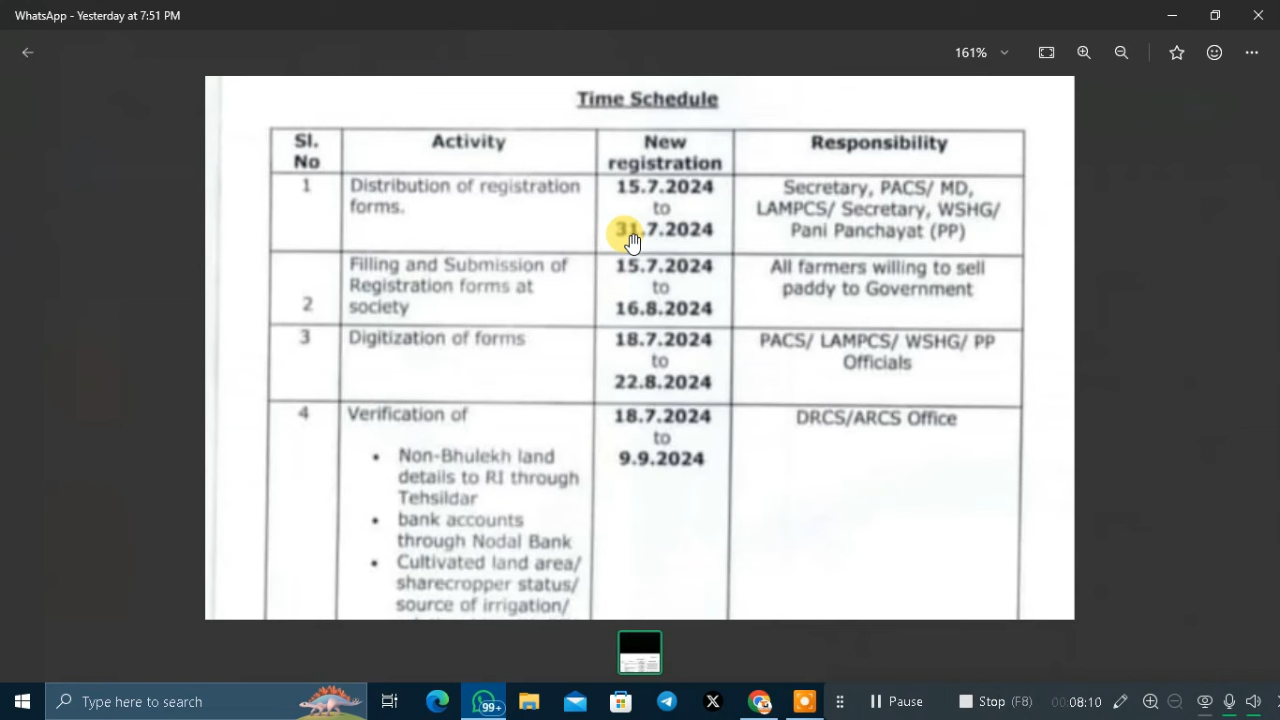 WhatsApp - Yesterday at 7:51 PM
161%
Time Schedule
Sl. No
Activity
New registration
Responsibility
1
Distribution of registration forms.
15.7.2024
to
31.7.2024
Secretary, PACS/ MD,
LAMPCS/ Secretary, WSHG/
Pani Panchayat (PP)
2
Filling and Submission of
Registration forms at
society
15.7.2024
to
16.8.2024
All farmers willing to sell
paddy to Government
3
Digitization of forms
18.7.2024
to
22.8.2024
PACS/ LAMPCS/ WSHG/ PP
Officials
4
Verification of
• Non-Bhulekh land
details to RI through
Tehsildar
• bank accounts
through Nodal Bank
• Cultivated land area/
sharecropper status/
source of irrigation/
18.7.2024
to
9.9.2024
DRCS/ARCS Office
Type here to search
99+
Pause
Stop (F8)
00:08:10